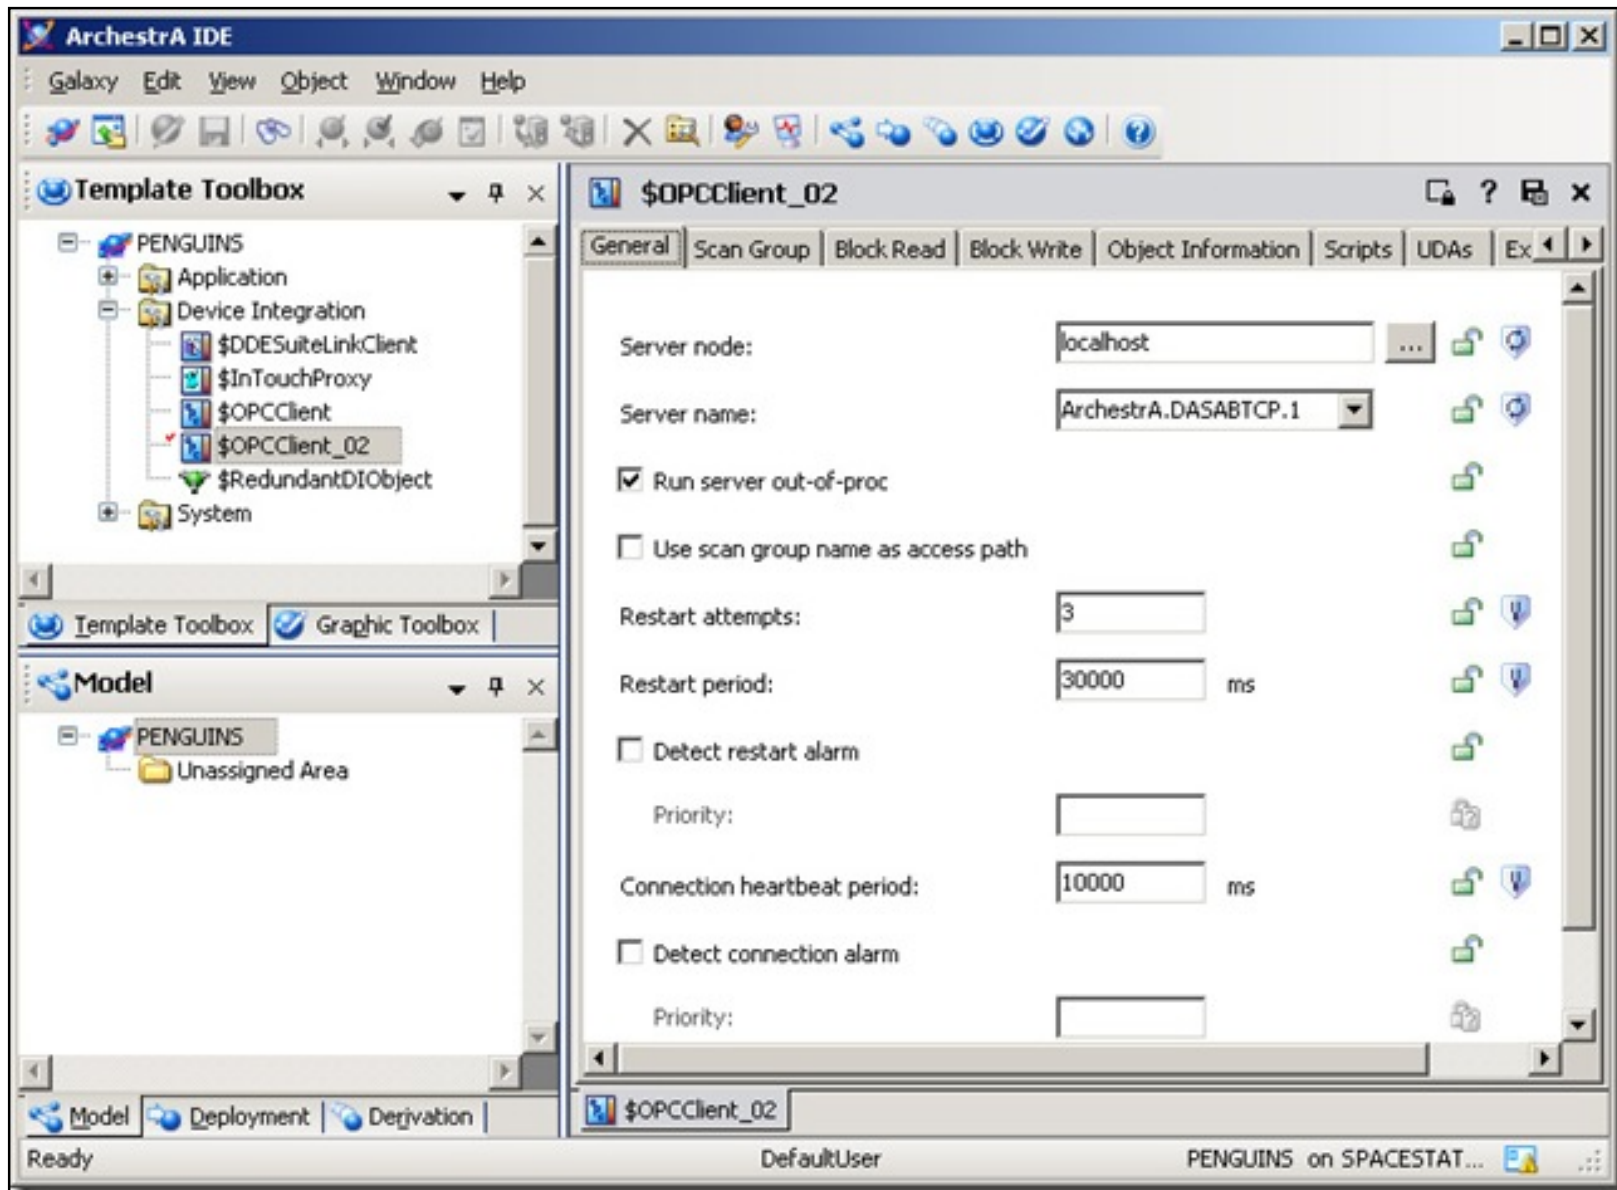 ArchestrA IDE
Galaxy Edit View Object Window Help
Template Toolbox
PENGUINS
Application
Device Integration
$DDESuiteLinkClient
$InTouchProxy
$OPCClient
$OPCClient_02
$RedundantDIObject
System
Template Toolbox Graphic Toolbox
Model
PENGUINS
Unassigned Area
Model Deployment Derivation
$OPCClient_02
General Scan Group Block Read Block Write Object Information Scripts UDAs Ex
Server node: localhost ...
Server name: ArchestrA.DASABTCP.1
Run server out-of-proc
Use scan group name as access path
Restart attempts: 3
Restart period: 30000 ms
Detect restart alarm
Priority:
Connection heartbeat period: 10000 ms
Detect connection alarm
Priority:
$OPCClient_02
Ready DefaultUser PENGUINS on SPACESTAT...